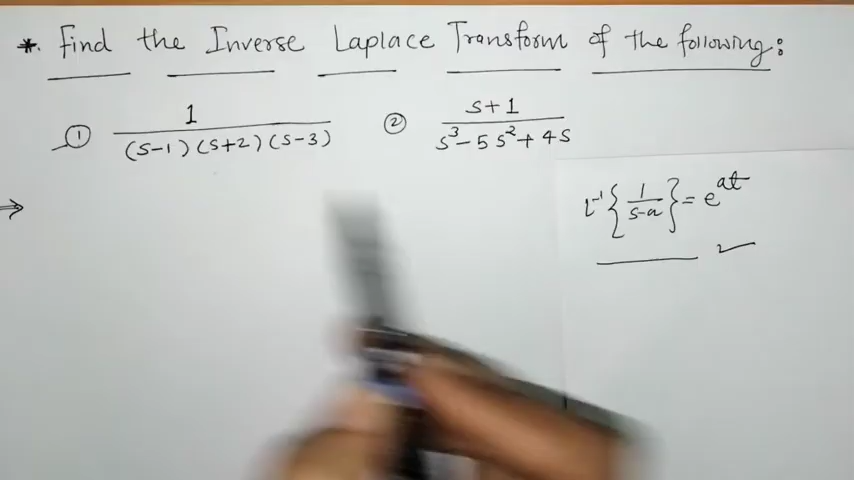 *. Find the Inverse Laplace Transform of the following:
① 1 / (s-1)(s+2)(s-3)
② s+1 / s³-5s²+4s
L⁻¹{1/(s-a)} = e^{at}
⇒